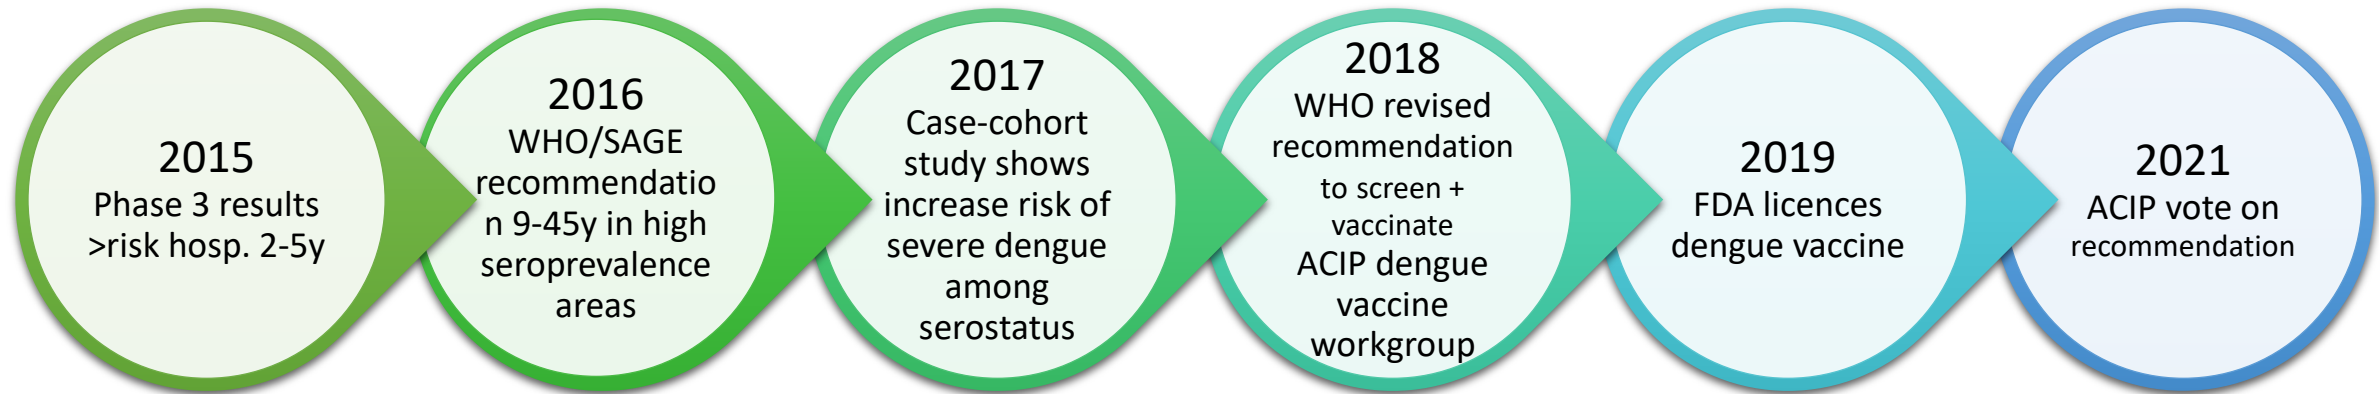 2015
Phase 3 results
>risk hosp. 2-5y
2016
WHO/SAGE
recommendatio
n 9-45y in high
seroprevalence
areas
2017
Case-cohort
study shows
increase risk of
severe dengue
among
serostatus
2018
WHO revised
recommendation
to screen +
vaccinate
ACIP dengue
vaccine
workgroup
2019
FDA licences
dengue vaccine
2021
ACIP vote on
recommendation